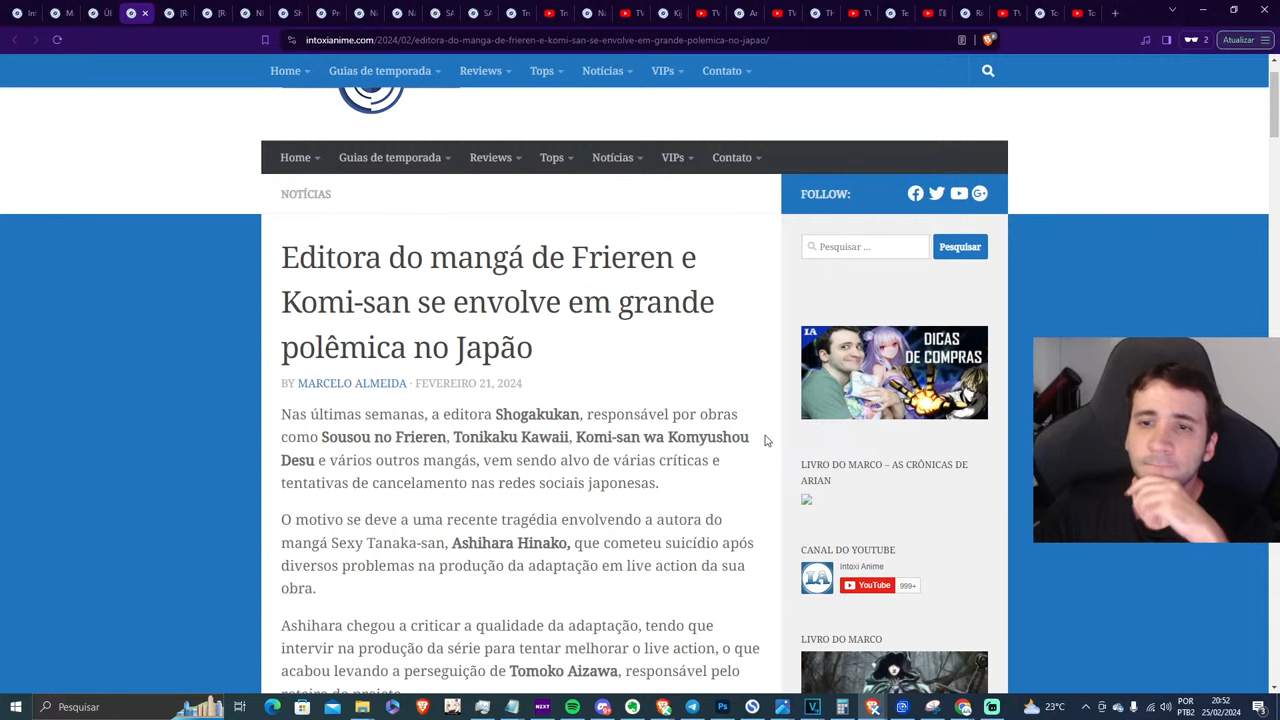 Tc
Ar
intoxianime.com/2024/02/editora-do-manga-de-frieren-e-komi-san-se-envolve-em-grande-polemica-no-japao/
2
Atualizar
Home Guias de temporada Reviews Tops Notícias VIPs Contato
Home Guias de temporada Reviews Tops Notícias VIPs Contato
NOTÍCIAS
FOLLOW:
Pesquisar ...
Pesquisar
Editora do mangá de Frieren e
Komi-san se envolve em grande
polêmica no Japão
BY MARCELO ALMEIDA · FEVEREIRO 21, 2024
Nas últimas semanas, a editora Shogakukan, responsável por obras
como Sousou no Frieren, Tonikaku Kawaii, Komi-san wa Komyushou
Desu e vários outros mangás, vem sendo alvo de várias críticas e
tentativas de cancelamento nas redes sociais japonesas.
O motivo se deve a uma recente tragédia envolvendo a autora do
mangá Sexy Tanaka-san, Ashihara Hinako, que cometeu suicídio após
diversos problemas na produção da adaptação em live action da sua
obra.
Ashihara chegou a criticar a qualidade da adaptação, tendo que
intervir na produção da série para tentar melhorar o live action, o que
acabou levando a perseguição de Tomoko Aizawa, responsável pelo
roteiro do projeto.
IA
DICAS
DE COMPRAS
LIVRO DO MARCO – AS CRÔNICAS DE
ARIAN
CANAL DO YOUTUBE
IA
Intoxi Anime
YouTube 999+
LIVRO DO MARCO
Pesquisar
23°C
POR
PTB2
20:52
25/02/2024